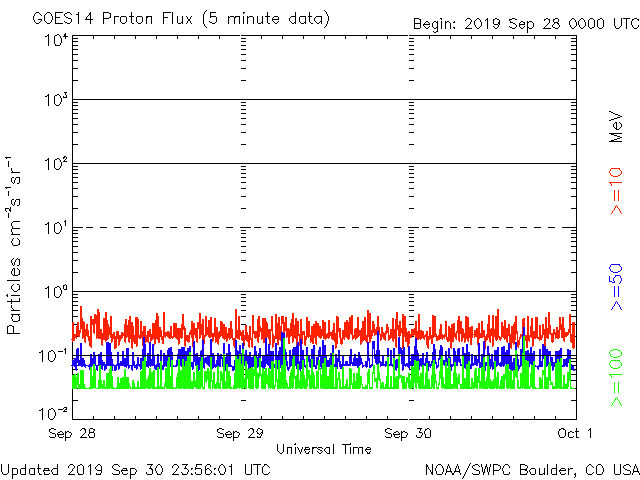 GOES14 Proton Flux (5 minute data)
Begin: 2019 Sep 28 0000 UTC
10⁴
10³
10²
10¹
10⁰
10⁻¹
10⁻²
Particles cm⁻²s⁻¹sr⁻¹
MeV
>=10
>=50
>=100
Sep 28
Sep 29
Sep 30
Oct 1
Universal Time
Updated 2019 Sep 30 23:56:01 UTC
NOAA/SWPC Boulder, CO USA